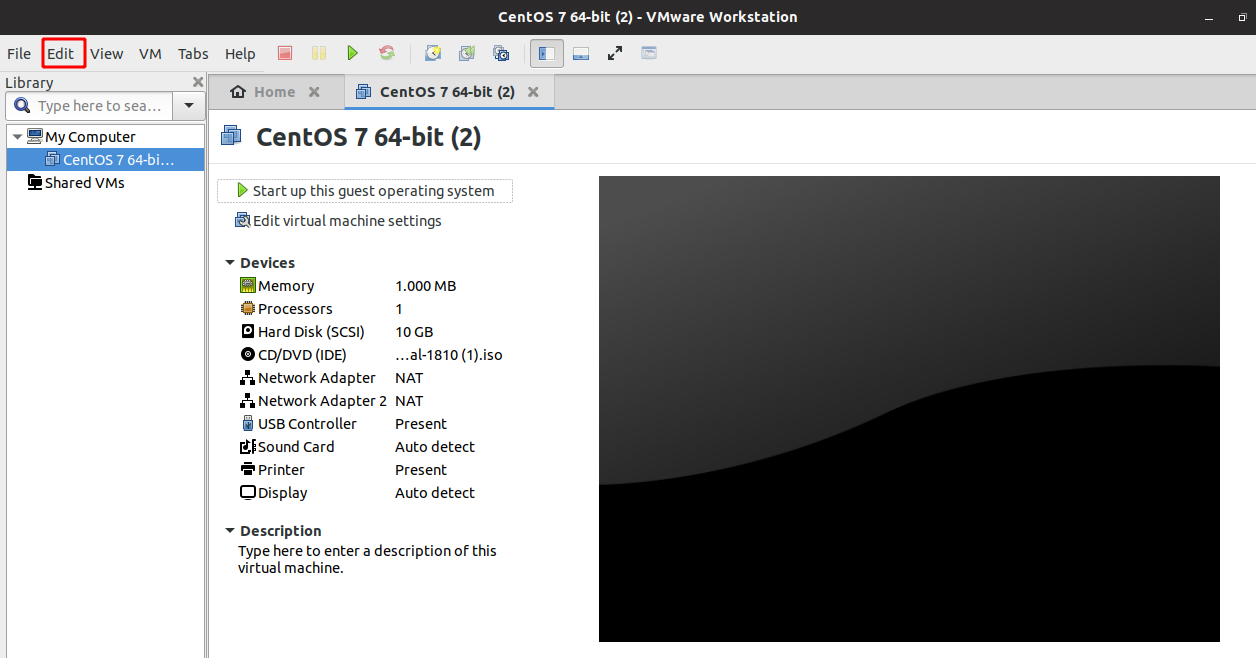 CentOS 7 64-bit (2) - VMware Workstation
File Edit View VM Tabs Help
Library
Type here to sea...
My Computer
CentOS 7 64-bi...
Shared VMs
Home
CentOS 7 64-bit (2)
CentOS 7 64-bit (2)
Start up this guest operating system
Edit virtual machine settings
Devices
Memory 1.000 MB
Processors 1
Hard Disk (SCSI) 10 GB
CD/DVD (IDE) ...al-1810 (1).iso
Network Adapter NAT
Network Adapter 2 NAT
USB Controller Present
Sound Card Auto detect
Printer Present
Display Auto detect
Description
Type here to enter a description of this
virtual machine.